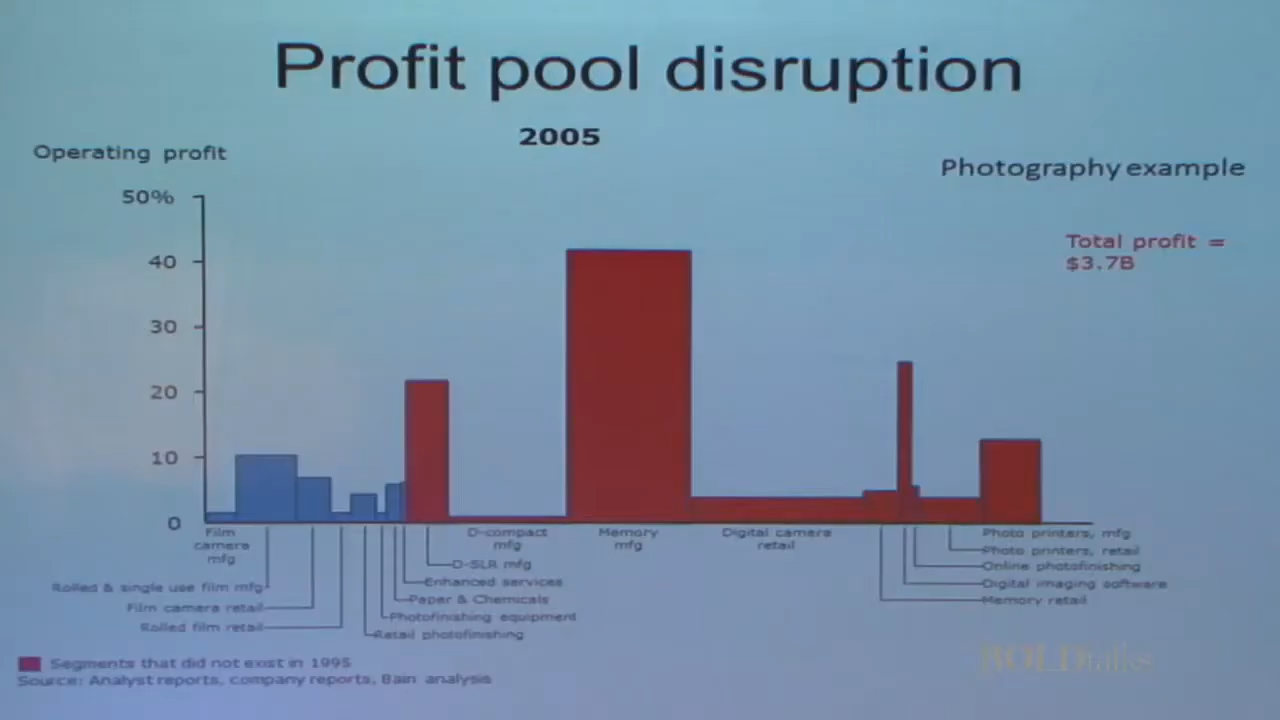 Profit pool disruption
2005
Operating profit
Photography example
Total profit =
$3.7B
50%
40
30
20
10
0
Film
camera
mfg
D-compact
mfg
Memory
mfg
Digital camera
retail
Photo printers, mfg
Photo printers, retail
Online photofinishing
Digital imaging software
Memory retail
D-SLR mfg
Enhanced services
Paper & Chemicals
Photofinishing equipment
Retail photofinishing
Rolled & single use film mfg
Film camera retail
Rolled film retail
Segments that did not exist in 1995
Source: Analyst reports, company reports, Bain analysis
BOLDtalks